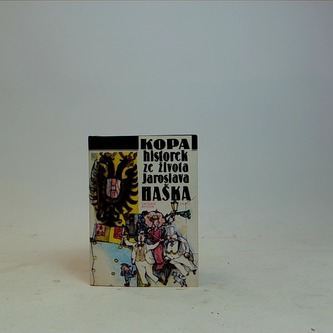 KOPA
historek
ze života
Jaroslava
HAŠKA